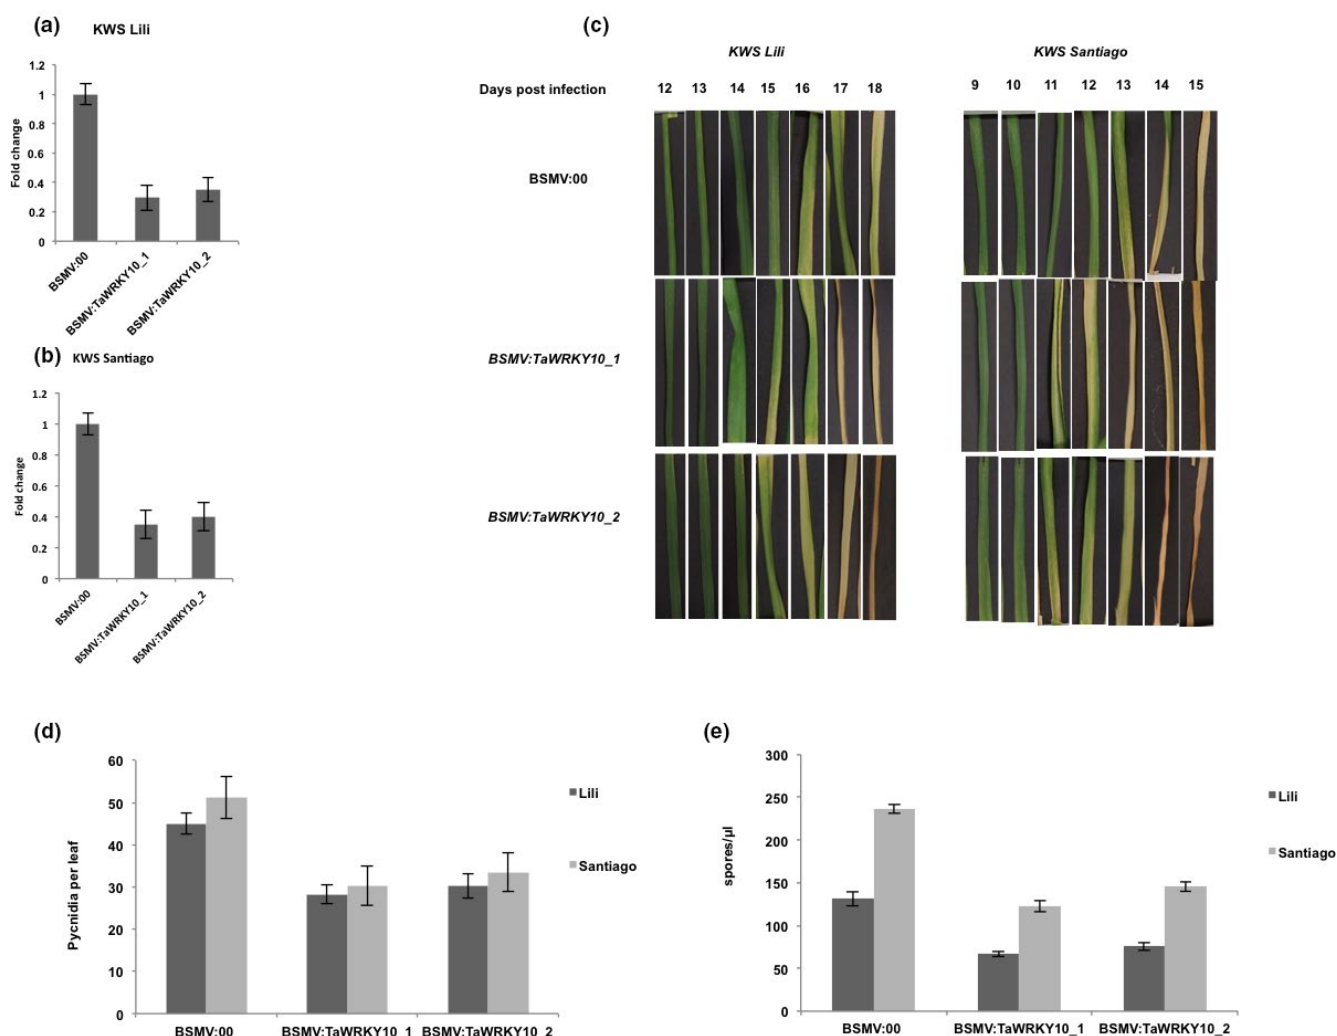 (a)
KWS Lili
1.2
1
0.8
0.6
0.4
0.2
0
Fold change
BSMV:00
BSMV:TaWRKY10_1
BSMV:TaWRKY10_2
(b) KWS Santiago
1.2
1
0.8
0.6
0.4
0.2
0
Fold change
BSMV:00
BSMV:TaWRKY10_1
BSMV:TaWRKY10_2
(c)
KWS Lili
KWS Santiago
Days post infection
12 13 14 15 16 17 18
9 10 11 12 13 14 15
BSMV:00
BSMV:TaWRKY10_1
BSMV:TaWRKY10_2
(d)
60
50
40
30
20
10
0
Pycnidia per leaf
BSMV:00 BSMV:TaWRKY10_1 BSMV:TaWRKY10_2
Lili
Santiago
(e)
300
250
200
150
100
50
0
spores/µl
BSMV:00 BSMV:TaWRKY10_1 BSMV:TaWRKY10_2
Lili
Santiago